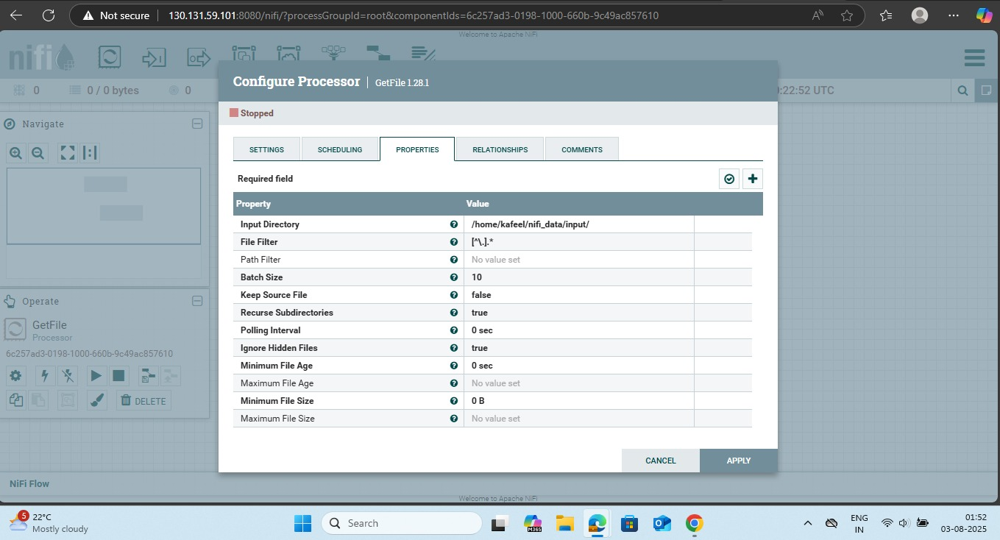 Not secure 130.131.59.101:8080/nifi/?processGroupId=root&componentIds=6c257ad3-0198-1000-660b-9c49ac857610
Welcome to Apache NiFi
nifi
0 0 / 0 bytes 0 :22:52 UTC
Configure Processor GetFile 1.28.1
Stopped
Navigate
SETTINGS SCHEDULING PROPERTIES RELATIONSHIPS COMMENTS
Required field
Property Value
Input Directory /home/kafeel/nifi_data/input/
File Filter [^\.].*
Path Filter No value set
Batch Size 10
Keep Source File false
Recurse Subdirectories true
Polling Interval 0 sec
Ignore Hidden Files true
Minimum File Age 0 sec
Maximum File Age No value set
Minimum File Size 0 B
Maximum File Size No value set
CANCEL APPLY
Operate
GetFile
Processor
6c257ad3-0198-1000-660b-9c49ac857610
DELETE
NiFi Flow
Welcome to Apache NiFi
5
22°C
Mostly cloudy
Search
M365
ENG
IN
01:52
03-08-2025